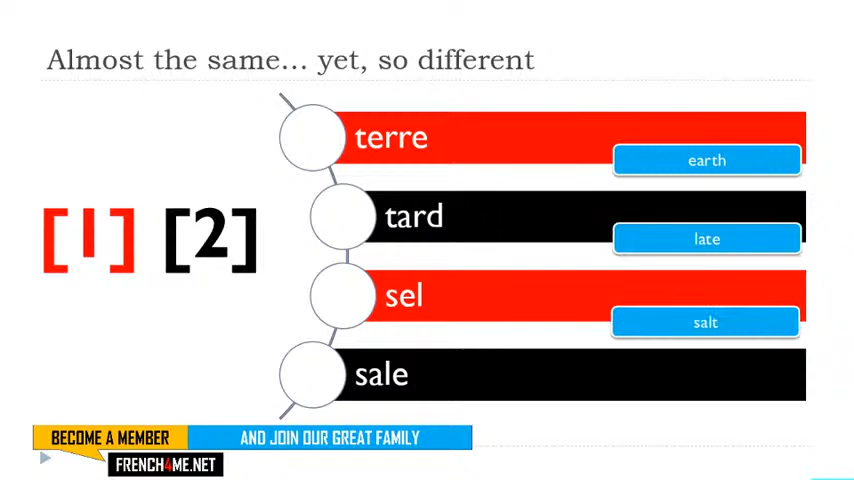 Almost the same... yet, so different
terre
earth
[1] [2]
tard
late
sel
salt
sale
BECOME A MEMBER
AND JOIN OUR GREAT FAMILY
FRENCH4ME.NET